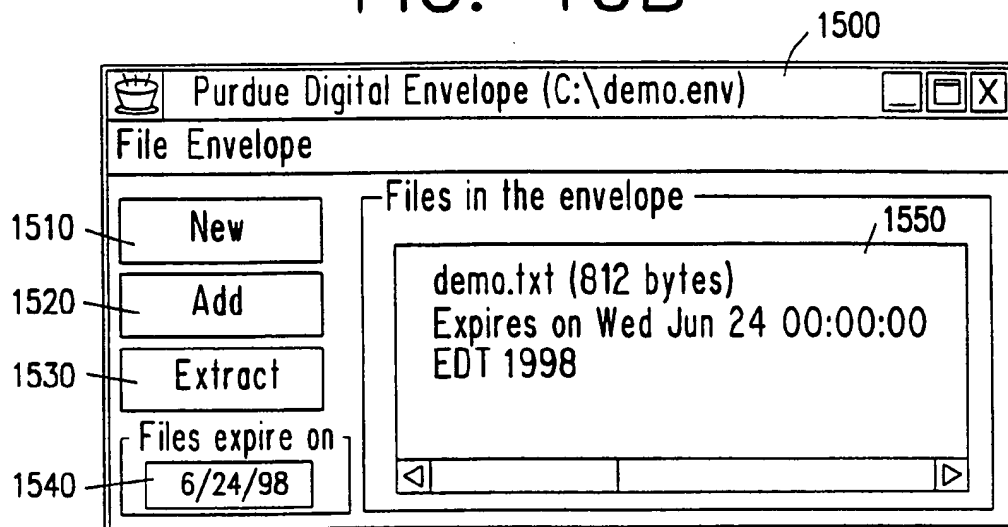 1500
Purdue Digital Envelope (C:\demo.env)
File Envelope
1510
New
1520
Add
1530
Extract
Files expire on
1540
6/24/98
Files in the envelope
1550
demo.txt (812 bytes)
Expires on Wed Jun 24 00:00:00
EDT 1998